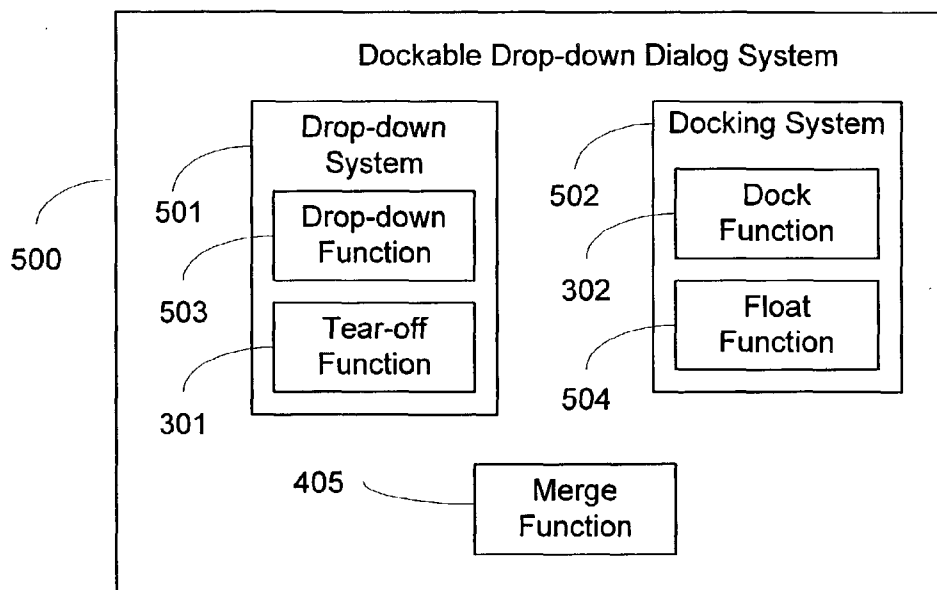 Dockable Drop-down Dialog System
Drop-down
System
Docking System
501
Drop-down
Function
502
Dock
Function
500
503
302
Tear-off
Function
Float
Function
301
504
405
Merge
Function